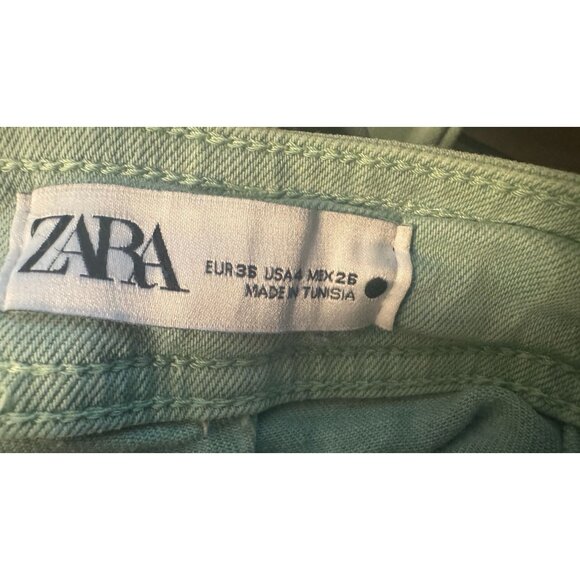 ZARA
EUR 36 USA 4 MEX 26
MADE IN TUNISIA